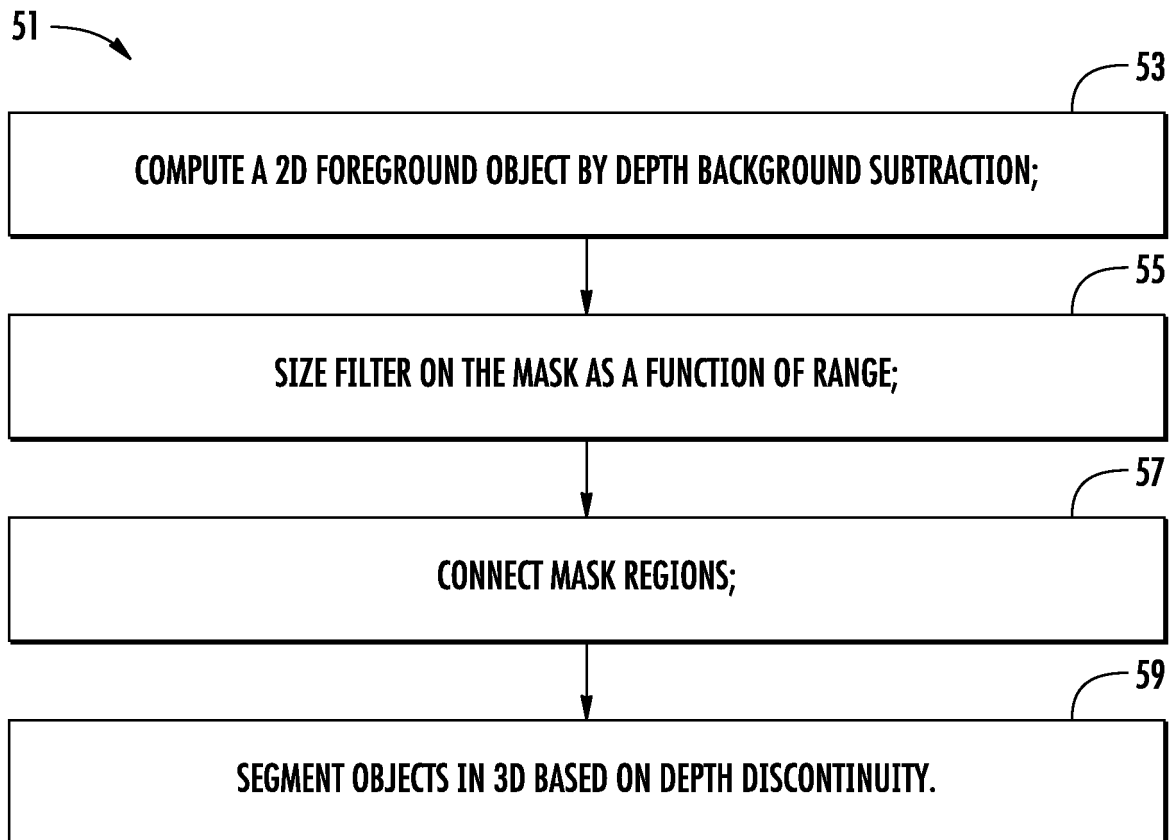 51
53
COMPUTE A 2D FOREGROUND OBJECT BY DEPTH BACKGROUND SUBTRACTION;
55
SIZE FILTER ON THE MASK AS A FUNCTION OF RANGE;
57
CONNECT MASK REGIONS;
59
SEGMENT OBJECTS IN 3D BASED ON DEPTH DISCONTINUITY.